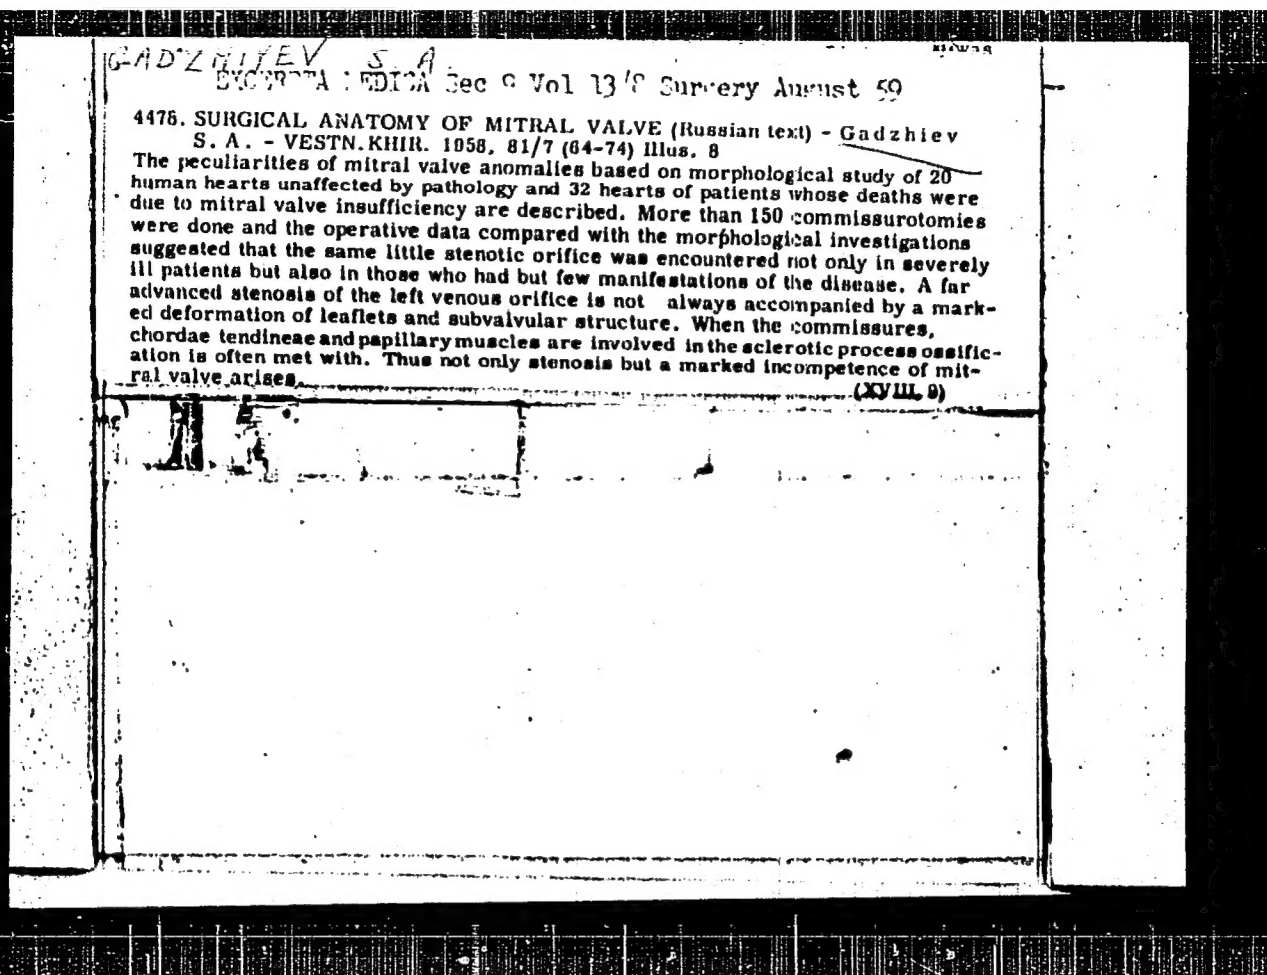 GADZHIYEV S. A.
EXCERPTA MEDICA Sec 9 Vol 13/8 Surgery August 59
4478. SURGICAL ANATOMY OF MITRAL VALVE (Russian text) - Gadzhiev
S. A. - VESTN. KHIR. 1958, 81/7 (64-74) Illus. 8
The peculiarities of mitral valve anomalies based on morphological study of 20
human hearts unaffected by pathology and 32 hearts of patients whose deaths were
due to mitral valve insufficiency are described. More than 150 commissurotomies
were done and the operative data compared with the morphological investigations
suggested that the same little stenotic orifice was encountered not only in severely
ill patients but also in those who had but few manifestations of the disease. A far
advanced stenosis of the left venous orifice is not always accompanied by a mark-
ed deformation of leaflets and subvalvular structure. When the commissures,
chordae tendineae and papillary muscles are involved in the sclerotic process ossific-
ation is often met with. Thus not only stenosis but a marked incompetence of mit-
ral valve arises. (XVIII, 9)